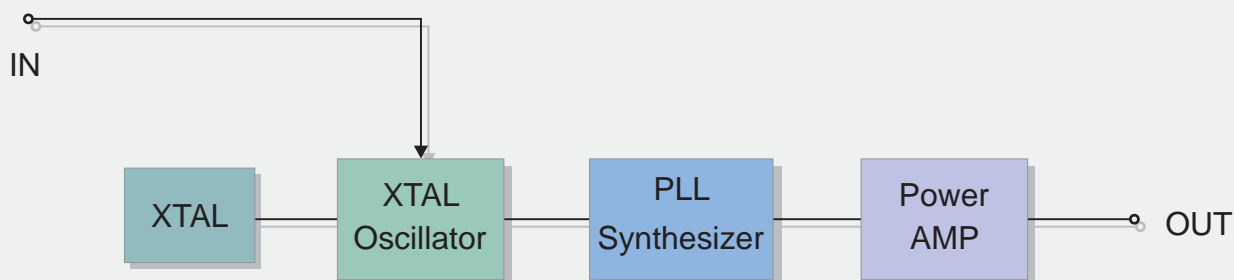 IN
XTAL
XTAL
Oscillator
PLL
Synthesizer
Power
AMP
OUT